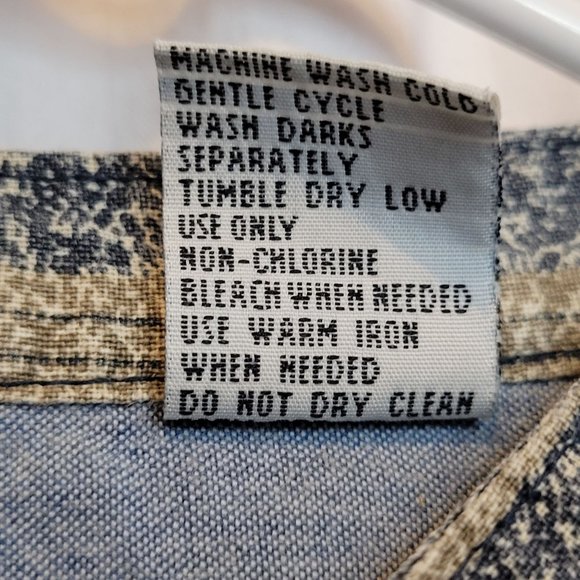 MACHINE WASH COLD
GENTLE CYCLE
WASH DARKS
SEPARATELY
TUMBLE DRY LOW
USE ONLY
NON-CHLORINE
BLEACH WHEN NEEDED
USE WARM IRON
WHEN NEEDED
DO NOT DRY CLEAN